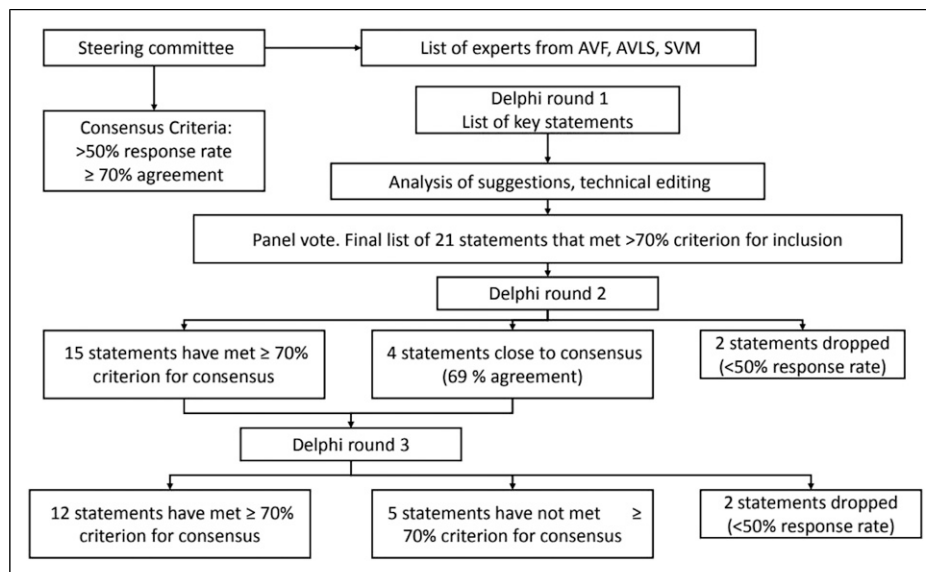 Steering committee
List of experts from AVF, AVLS, SVM
Consensus Criteria:
>50% response rate
≥ 70% agreement
Delphi round 1
List of key statements
Analysis of suggestions, technical editing
Panel vote. Final list of 21 statements that met >70% criterion for inclusion
Delphi round 2
15 statements have met ≥ 70%
criterion for consensus
4 statements close to consensus
(69 % agreement)
2 statements dropped
(<50% response rate)
Delphi round 3
12 statements have met ≥ 70%
criterion for consensus
5 statements have not met ≥
70% criterion for consensus
2 statements dropped
(<50% response rate)